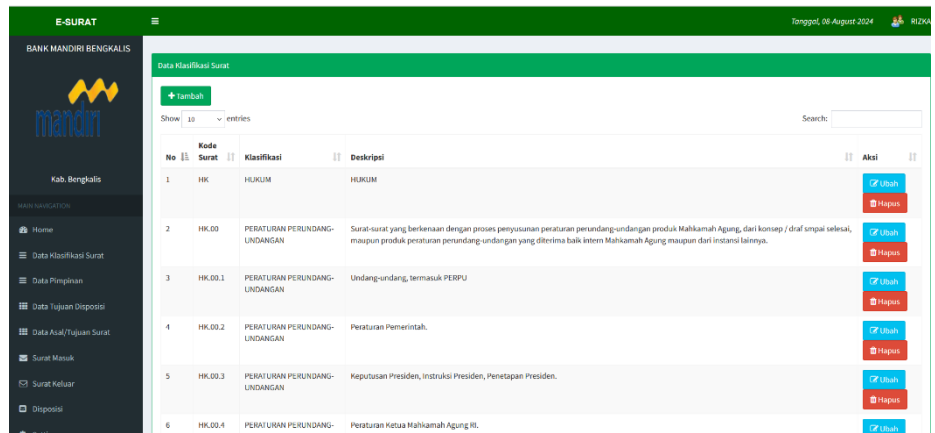 E-SURAT
Tanggal, 08-August-2024
RIZKA
BANK MANDIRI BENGKALIS
mandiri
Kab. Bengkalis
MAIN NAVIGATION
Home
Data Klasifikasi Surat
Data Pimpinan
Data Tujuan Disposisi
Data Asal/Tujuan Surat
Surat Masuk
Surat Keluar
Disposisi
Data Klasifikasi Surat
+ Tambah
Show 10 entries
Search:
No Kode Surat Klasifikasi Deskripsi Aksi
1 HK HUKUM HUKUM Ubah
Hapus
2 HK.00 PERATURAN PERUNDANG- Surat-surat yang berkenaan dengan proses penyusunan peraturan perundang-undangan produk Mahkamah Agung, dari konsep / draf smpai selesai, Ubah
UNDANGAN maupun produk peraturan perundang-undangan yang diterima baik intern Mahkamah Agung maupun dari instansi lainnya.
Hapus
3 HK.00.1 PERATURAN PERUNDANG- Undang-undang, termasuk PERPU Ubah
UNDANGAN
Hapus
4 HK.00.2 PERATURAN PERUNDANG- Peraturan Pemerintah. Ubah
UNDANGAN
Hapus
5 HK.00.3 PERATURAN PERUNDANG- Keputusan Presiden, Instruksi Presiden, Penetapan Presiden. Ubah
UNDANGAN
Hapus
6 HK.00.4 PERATURAN PERUNDANG- Peraturan Ketua Mahkamah Agung RI. Ubah